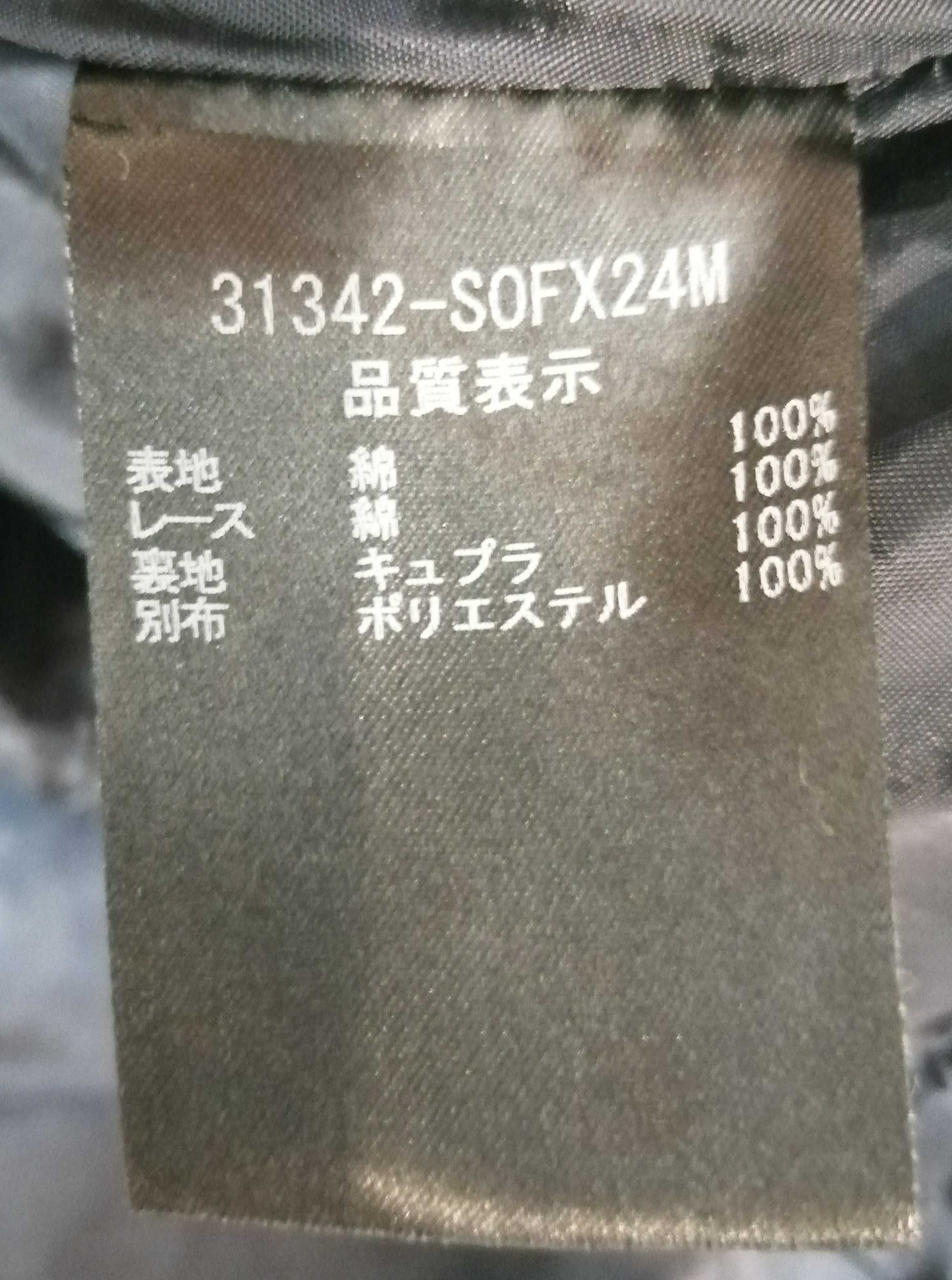 31342-SOFX24M
品質表示
表地 綿 100%
レース 綿 100%
裏地 キュプラ 100%
別布 ポリエステル 100%